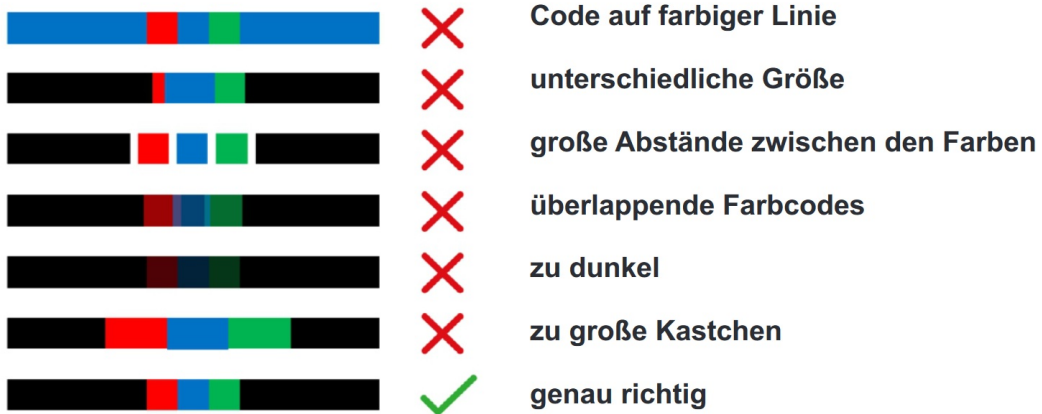 Code auf farbiger Linie
unterschiedliche Größe
große Abstände zwischen den Farben
überlappende Farbcodes
zu dunkel
zu große Kastchen
genau richtig